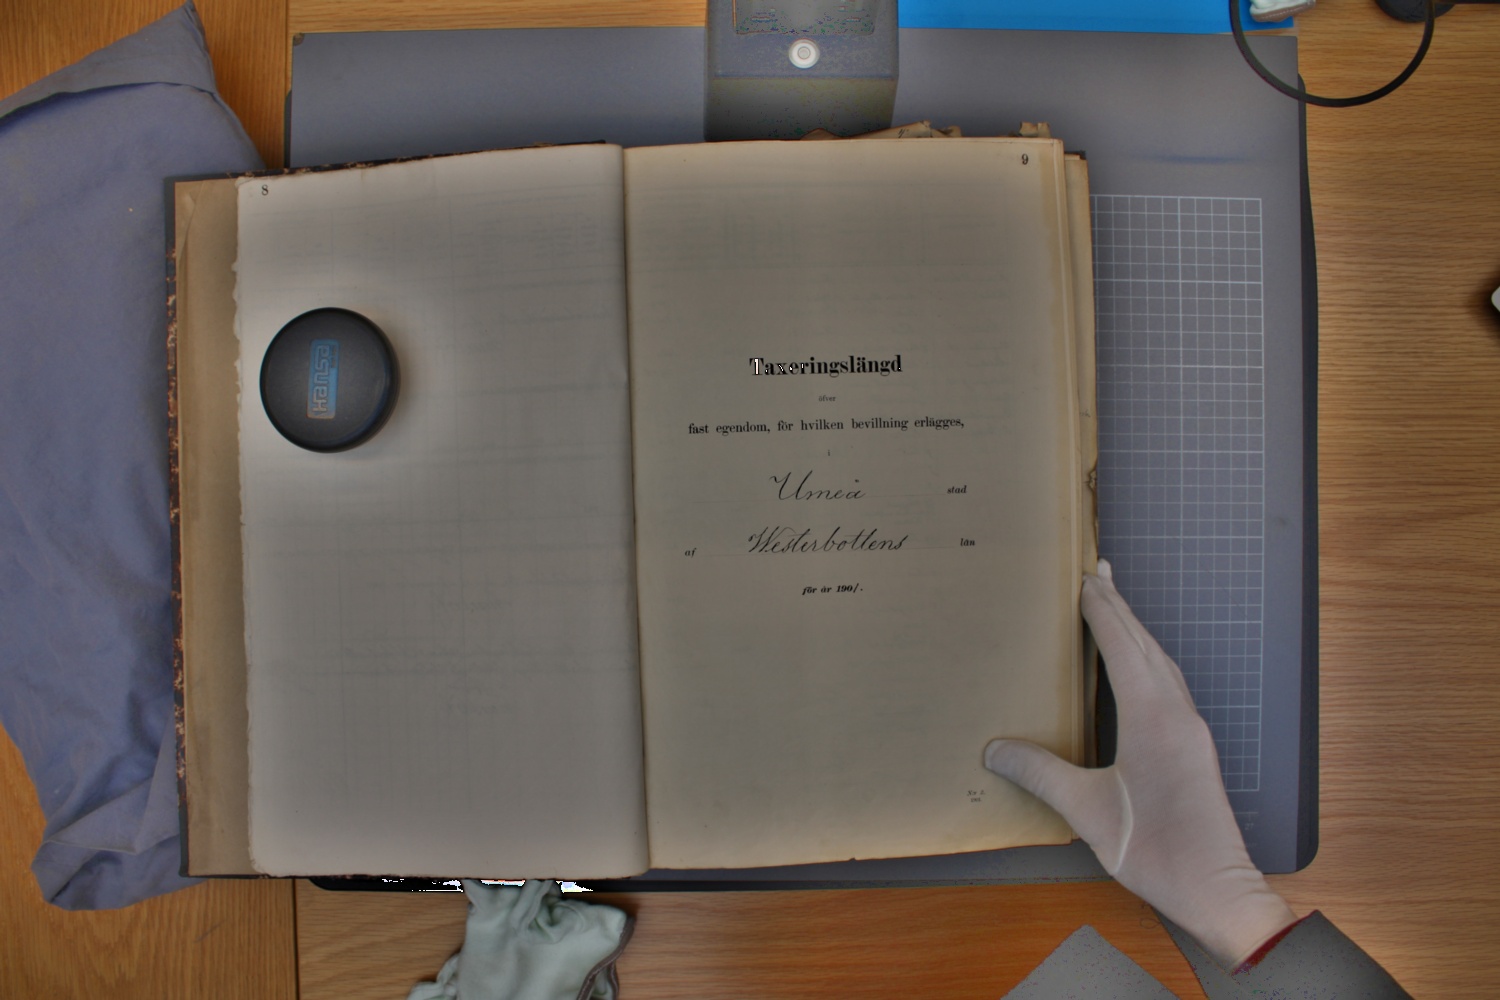 8
9
Hansa
Taxeringslängd
öfver
fast egendom, för hvilken bevillning erlägges,
i
Umeå stad
af Westerbottens län
för år 1901.
Nr 2.